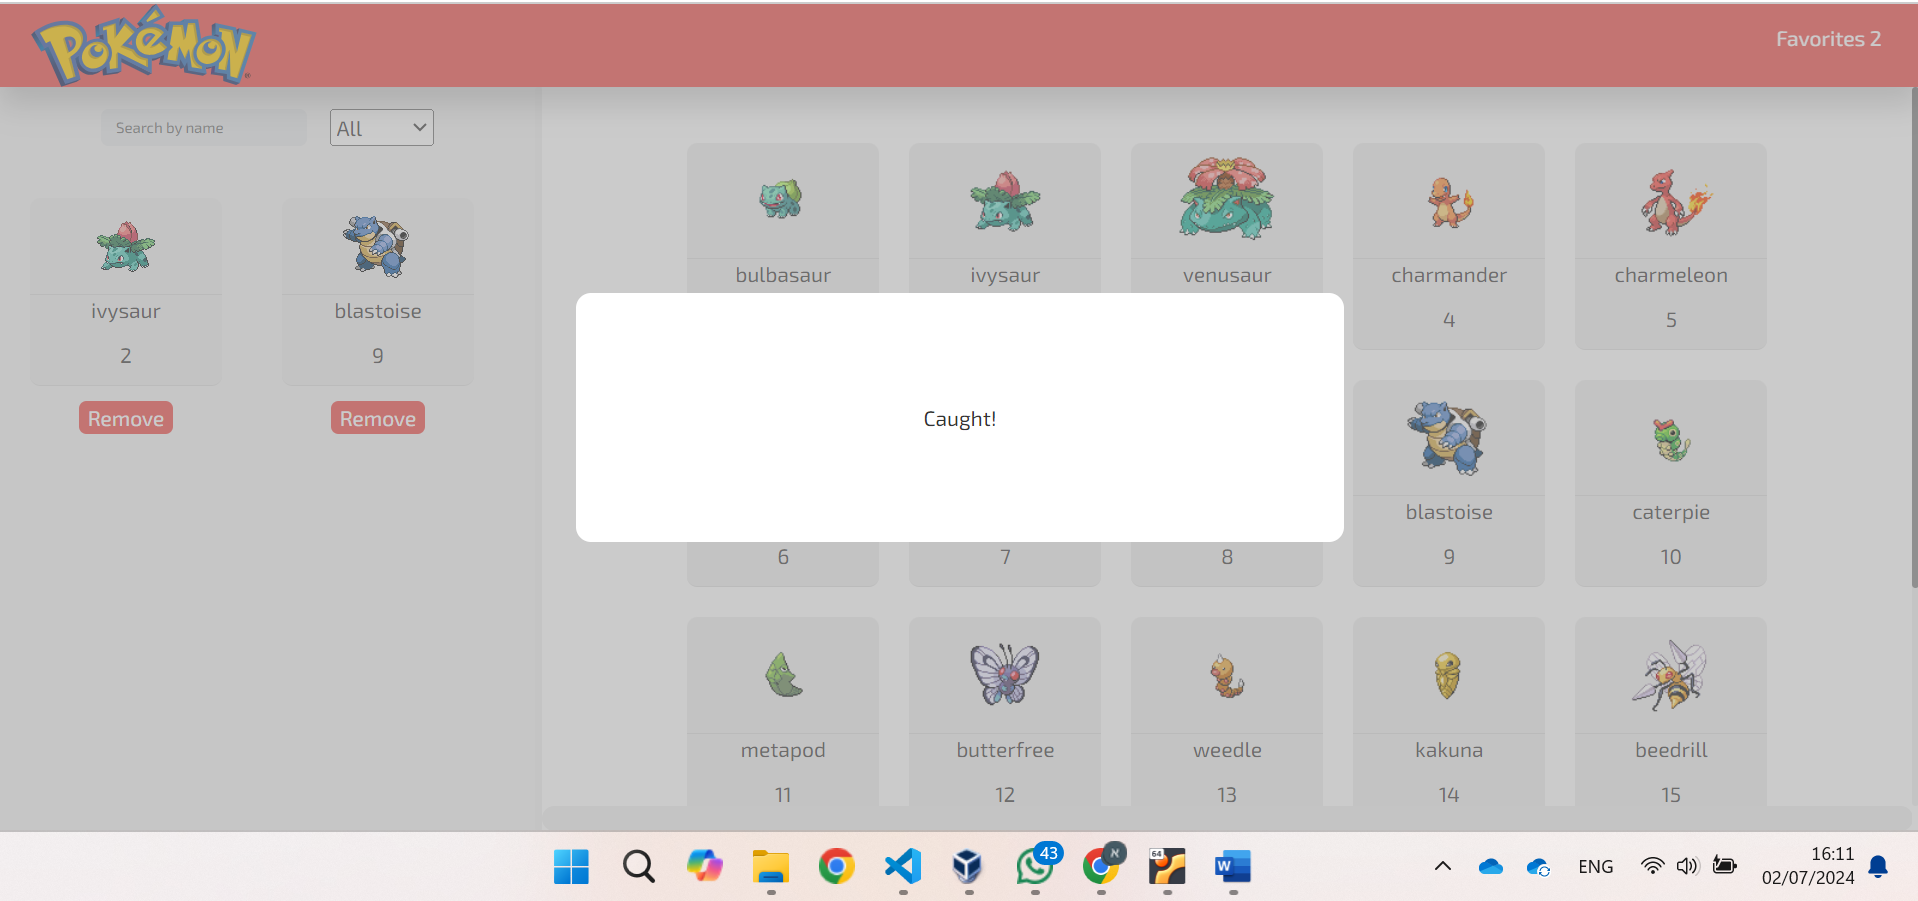 POKéMON
Favorites 2
Search by name
All
ivysaur
2
Remove
blastoise
9
Remove
bulbasaur
ivysaur
venusaur
charmander
4
charmeleon
5
Caught!
6
7
8
blastoise
9
caterpie
10
metapod
11
butterfree
12
weedle
13
kakuna
14
beedrill
15
43
א
64
W
ENG
16:11
02/07/2024